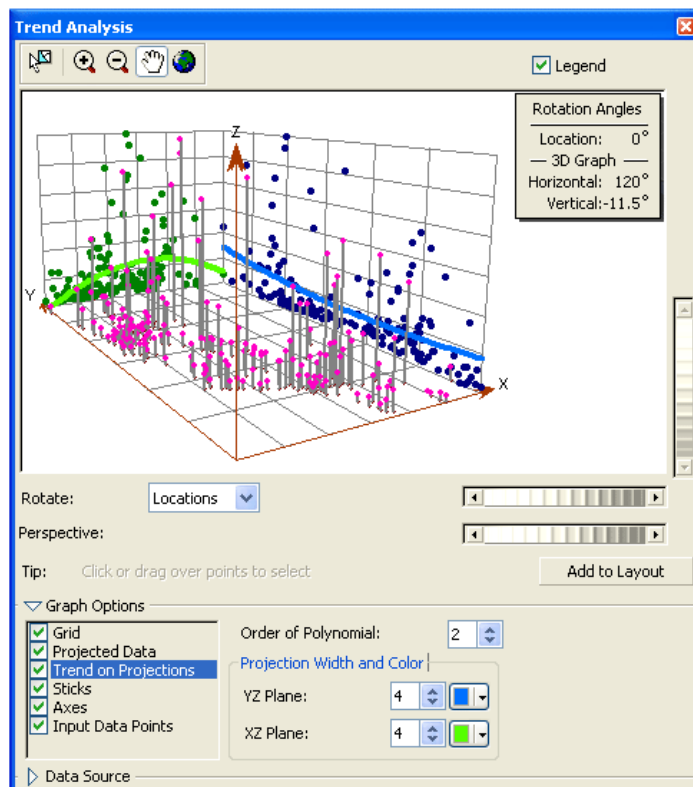 Trend Analysis
Legend
Rotation Angles
Location: 0°
3D Graph
Horizontal: 120°
Vertical:-11.5°
Z
Y
X
Rotate: Locations
Perspective:
Tip: Click or drag over points to select Add to Layout
Graph Options
Grid
Projected Data
Trend on Projections
Sticks
Axes
Input Data Points
Order of Polynomial: 2
Projection Width and Color
YZ Plane: 4
XZ Plane: 4
Data Source